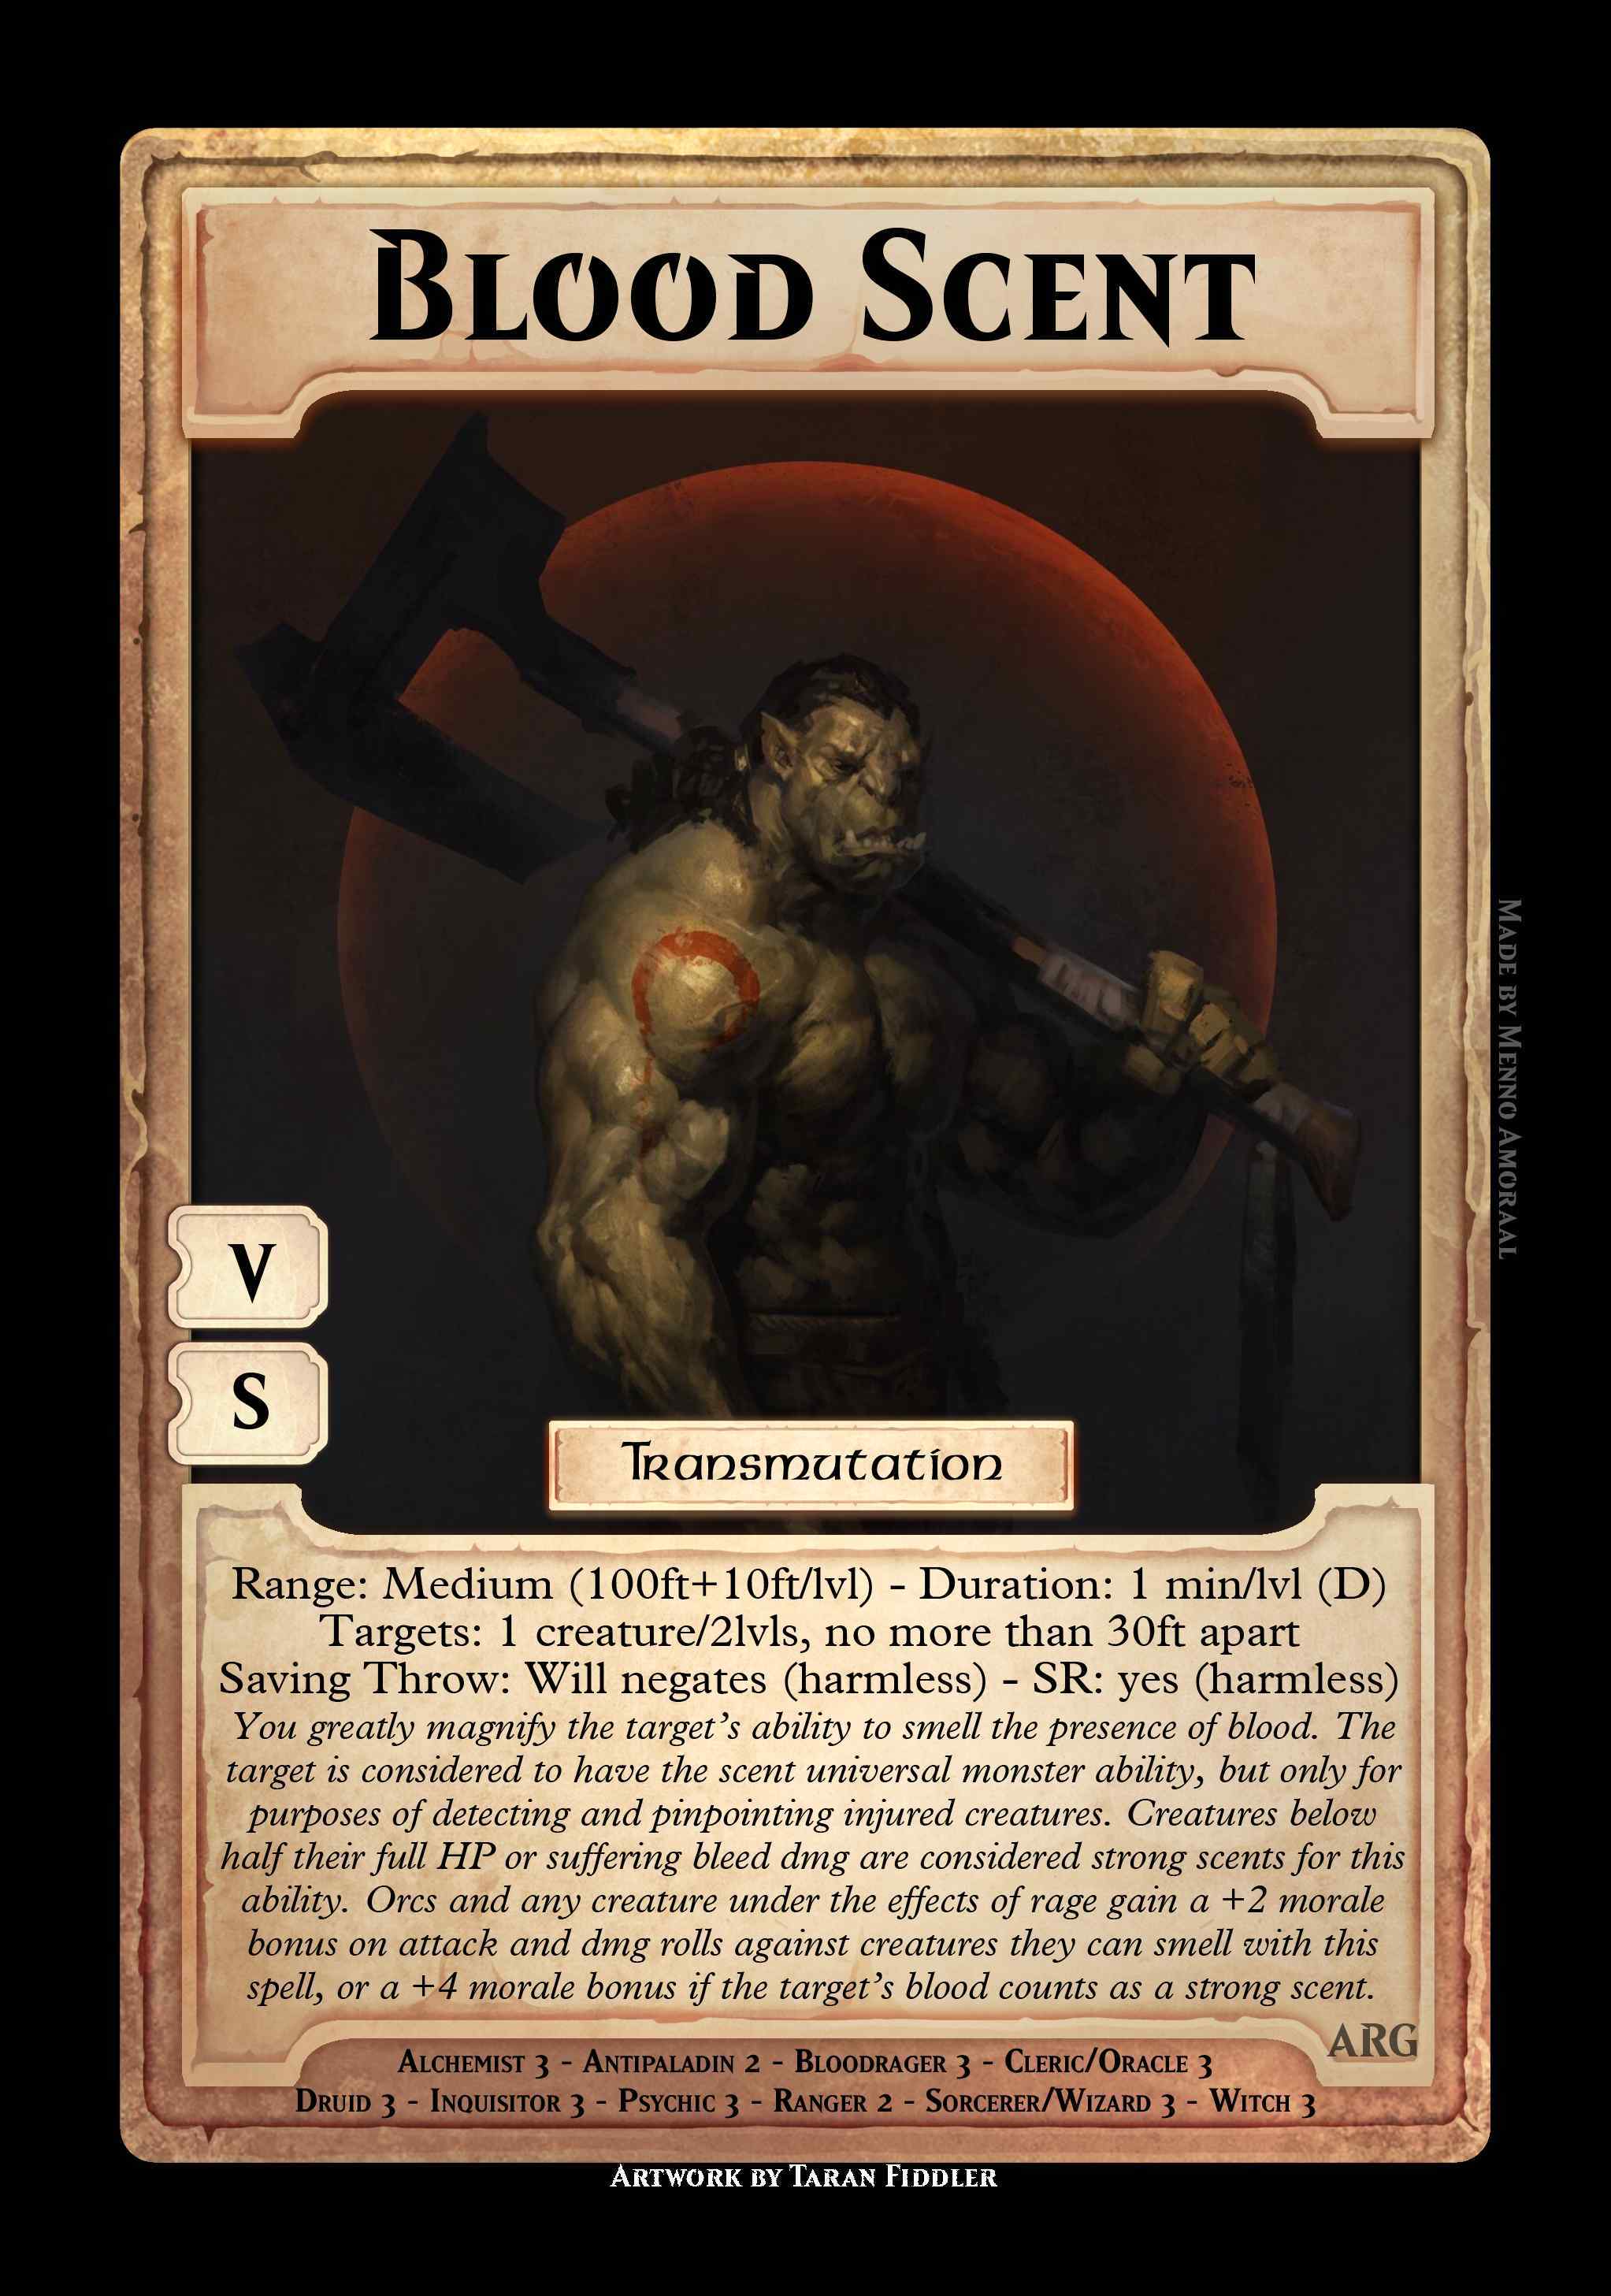 Blood Scent
Made by Menno Amoraal
V
S
Transmutation
Range: Medium (100ft+10ft/lvl) - Duration: 1 min/lvl (D)
Targets: 1 creature/2lvls, no more than 30ft apart
Saving Throw: Will negates (harmless) - SR: yes (harmless)
You greatly magnify the target's ability to smell the presence of blood. The
target is considered to have the scent universal monster ability, but only for
purposes of detecting and pinpointing injured creatures. Creatures below
half their full HP or suffering bleed dmg are considered strong scents for this
ability. Orcs and any creature under the effects of rage gain a +2 morale
bonus on attack and dmg rolls against creatures they can smell with this
spell, or a +4 morale bonus if the target's blood counts as a strong scent.
ARG
Alchemist 3 - Antipaladin 2 - Bloodrager 3 - Cleric/Oracle 3
Druid 3 - Inquisitor 3 - Psychic 3 - Ranger 2 - Sorcerer/Wizard 3 - Witch 3
Artwork by Taran Fiddler